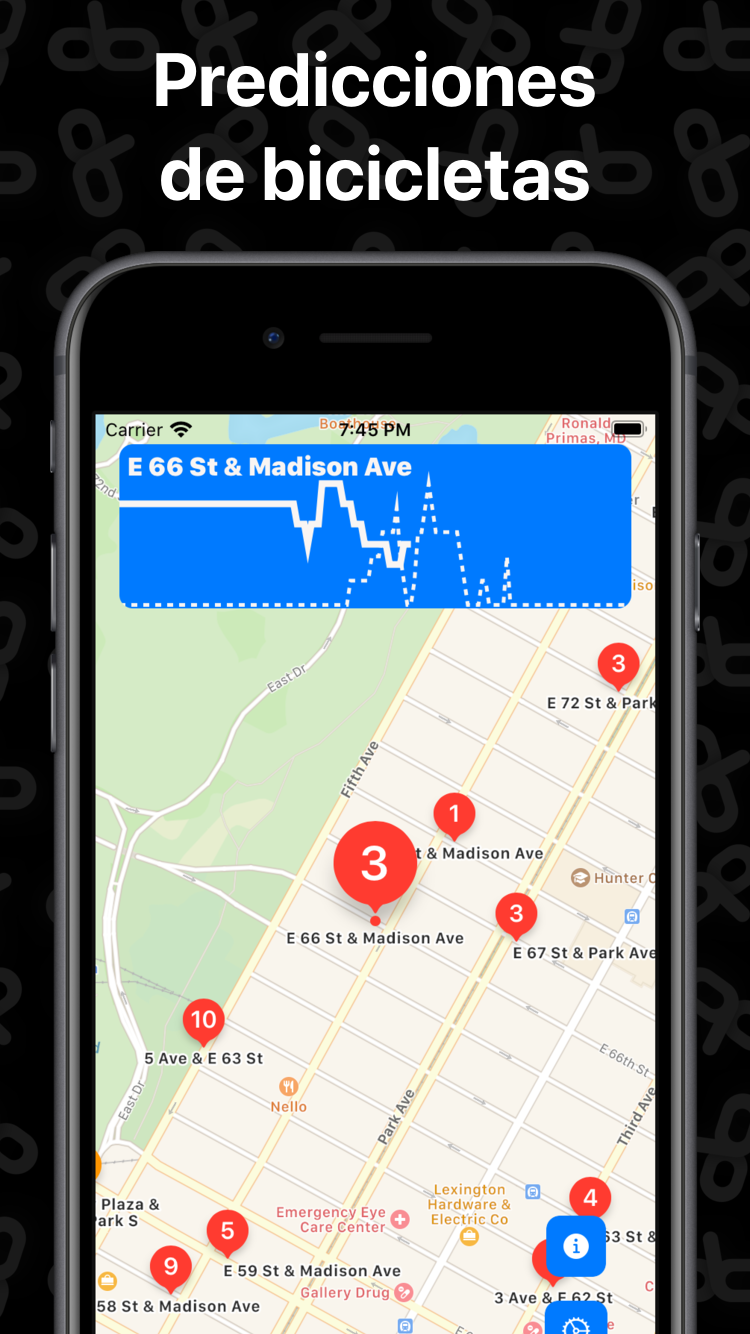 Predicciones
de bicicletas
Carrier
7:45 PM
Boathouse
Ronald
Primas, MD
E 66 St & Madison Ave
72nd
East Dr
3
E 72 St & Park
Fifth Ave
1
t & Madison Ave
3
Hunter C
3
E 66 St & Madison Ave
E 67 St & Park Ave
10
5 Ave & E 63 St
E 66th St
East Dr
Nello
Park Ave
Third Ave
Plaza &
Park S
Lexington
Hardware &
Electric Co
4
Emergency Eye
Care Center
5
63 St &
i
E 59 St & Madison Ave
9
Gallery Drug
3 Ave & E 62 St
58 St & Madison Ave